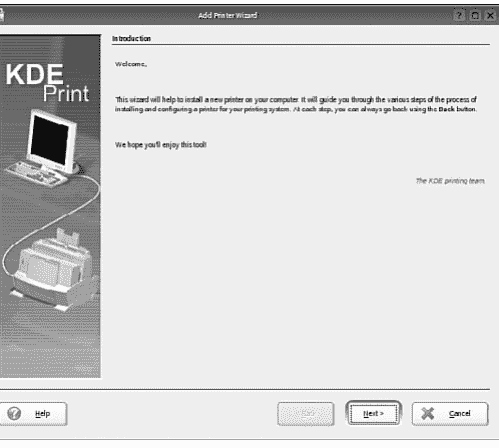 Add Printer Wizard
Introduction
KDE
Print
Welcome,
This wizard will help to install a new printer on your computer. It will guide you through the various steps of the process of
installing and configuring a printer for your printing system. At each step, you can always go back using the Back button.
We hope you'll enjoy this tool!
The KDE printing team.
Help
Next >
Cancel